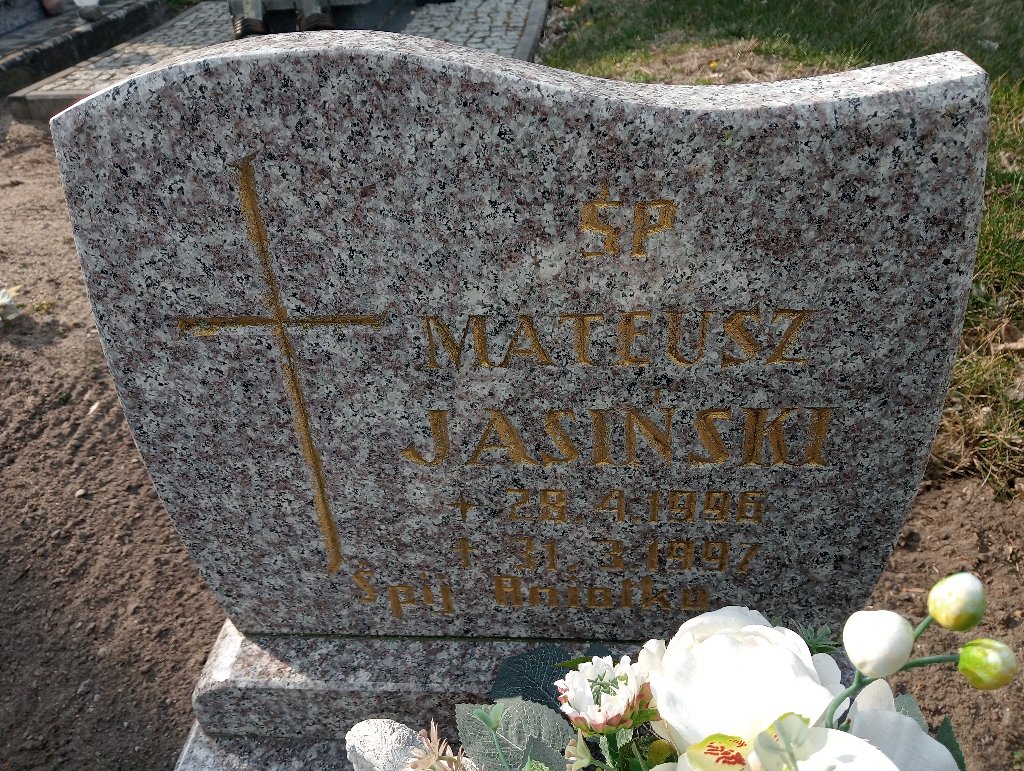 ŚP
MATEUSZ
JASIŃSKI
+ 28.4.1996
+ 31.3.1997
Śpij Aniołku